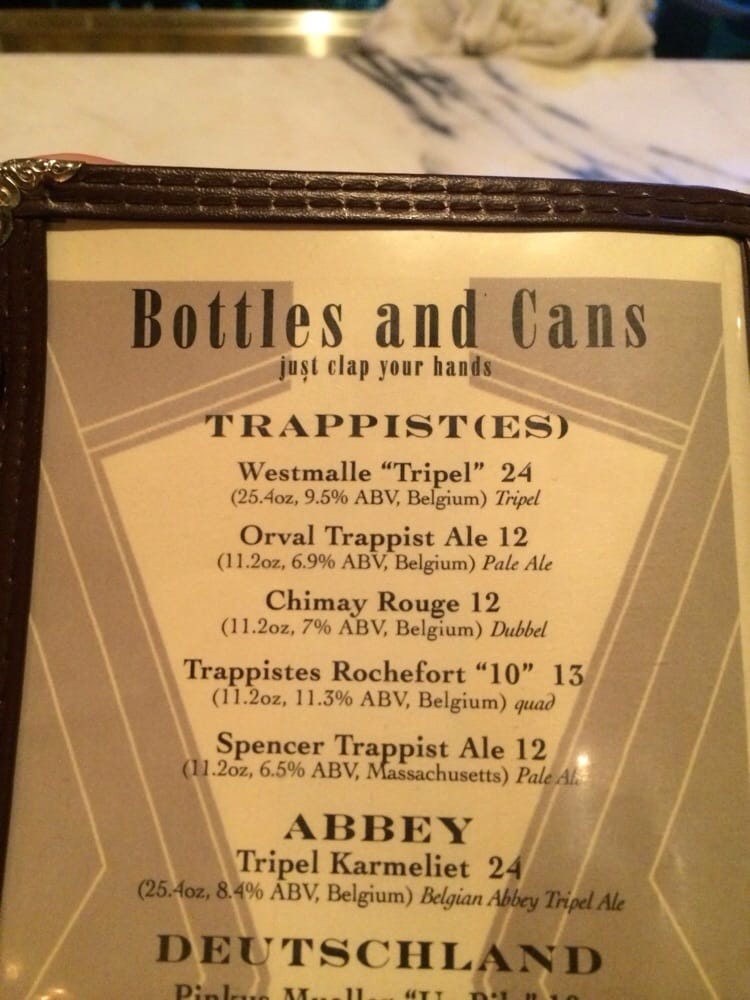 Bottles and Cans
just clap your hands
TRAPPIST(ES)
Westmalle “Tripel” 24
(25.4oz, 9.5% ABV, Belgium) Tripel
Orval Trappist Ale 12
(11.2oz, 6.9% ABV, Belgium) Pale Ale
Chimay Rouge 12
(11.2oz, 7% ABV, Belgium) Dubbel
Trappistes Rochefort “10” 13
(11.2oz, 11.3% ABV, Belgium) quad
Spencer Trappist Ale 12
(11.2oz, 6.5% ABV, Massachusetts) Pale Ale
ABBEY
Tripel Karmeliet 24
(25.4oz, 8.4% ABV, Belgium) Belgian Abbey Tripel Ale
DEUTSCHLAND
Pinkus Mueller